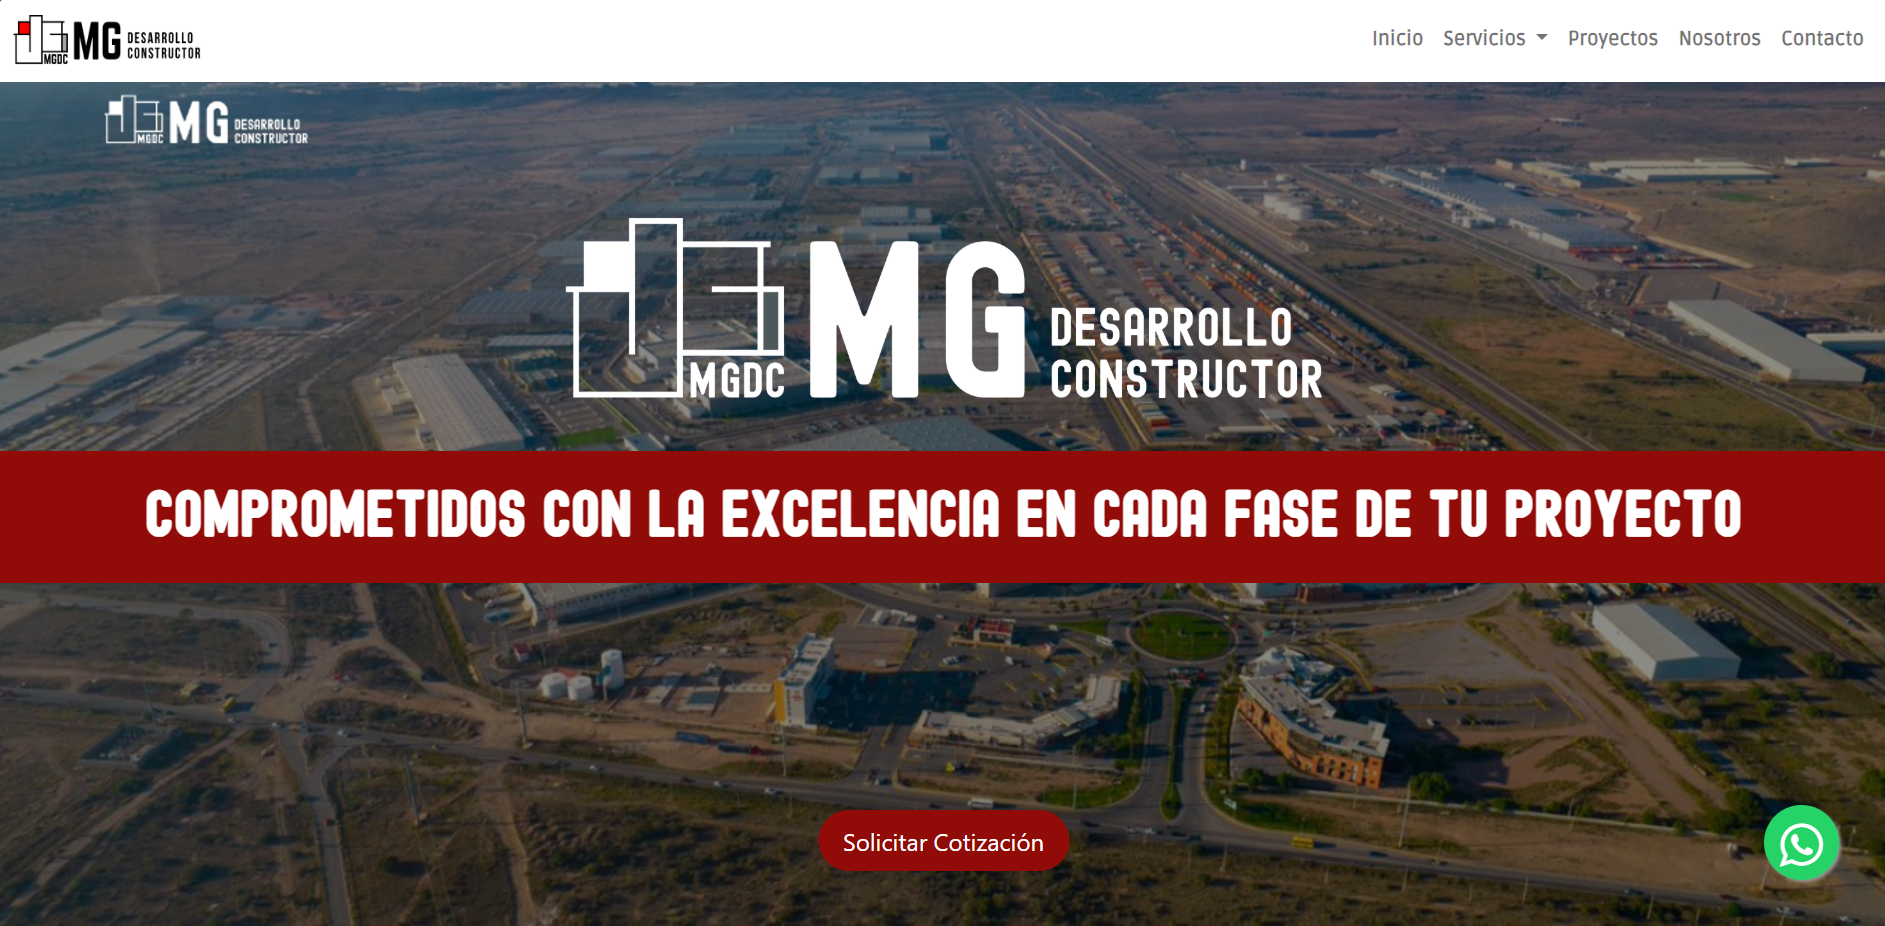 MGDC MG DESARROLLO
CONSTRUCTOR
Inicio Servicios Proyectos Nosotros Contacto
MGDC MG DESARROLLO
CONSTRUCTOR
MGDC MG DESARROLLO
CONSTRUCTOR
COMPROMETIDOS CON LA EXCELENCIA EN CADA FASE DE TU PROYECTO
Solicitar Cotización